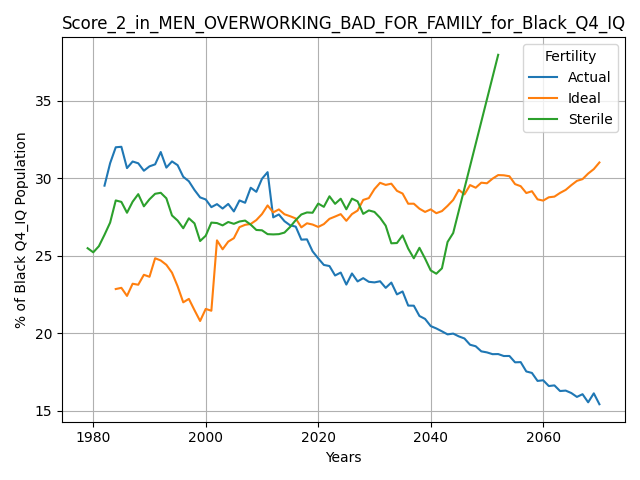 Score_2_in_MEN_OVERWORKING_BAD_FOR_FAMILY_for_Black_Q4_IQ
% of Black Q4_IQ Population
35
30
25
20
15
Fertility
Actual
Ideal
Sterile
1980
2000
2020
2040
2060
Years